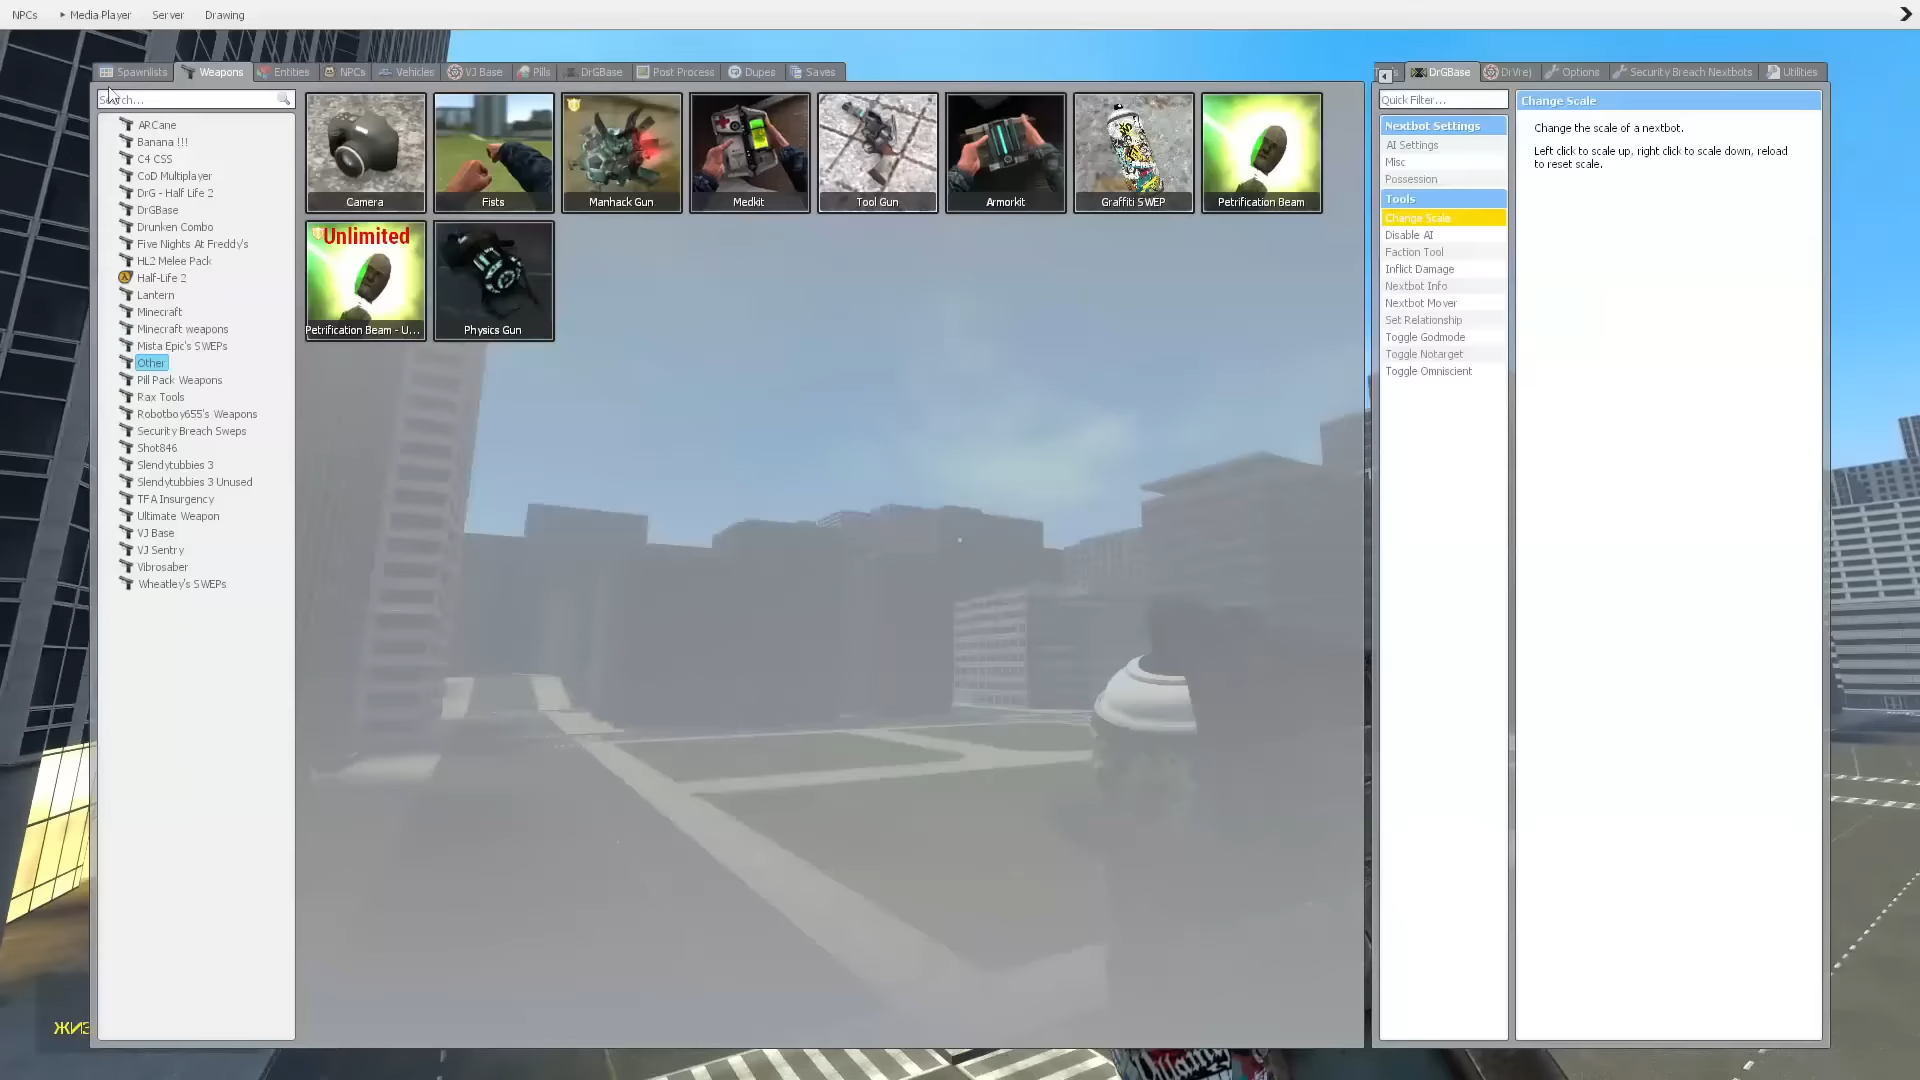 NPCs
Media Player
Server
Drawing
Spawnlists
Weapons
Entities
NPCs
Vehicles
VJ Base
Pills
DrGBase
Post Process
Dupes
Saves
ARCane
Banana !!!
C4 CSS
CoD Multiplayer
DrG - Half Life 2
DrGBase
Drunken Combo
Five Nights At Freddy's
HL2 Melee Pack
Half-Life 2
Lantern
Minecraft
Minecraft weapons
Mista Epic's SWEPs
Other
Pill Pack Weapons
Rax Tools
Robotboy655's Weapons
Security Breach Sweps
Shot846
Slendytubbies 3
Slendytubbies 3 Unused
TFA Insurgency
Ultimate Weapon
VJ Base
VJ Sentry
Vibrosaber
Wheatley's SWEPs
Camera
Fists
Manhack Gun
Medkit
Tool Gun
Armorkit
Graffiti SWEP
Petrification Beam
Unlimited
Petrification Beam - U...
Physics Gun
DrGBase
DrVrej
Options
Security Breach Nextbots
Utilities
Quick Filter...
Nextbot Settings
AI Settings
Misc
Possession
Tools
Change Scale
Disable AI
Faction Tool
Inflict Damage
Nextbot Info
Nextbot Mover
Set Relationship
Toggle Godmode
Toggle Notarget
Toggle Omniscient
Change Scale
Change the scale of a nextbot.
Left click to scale up, right click to scale down, reload
to reset scale.